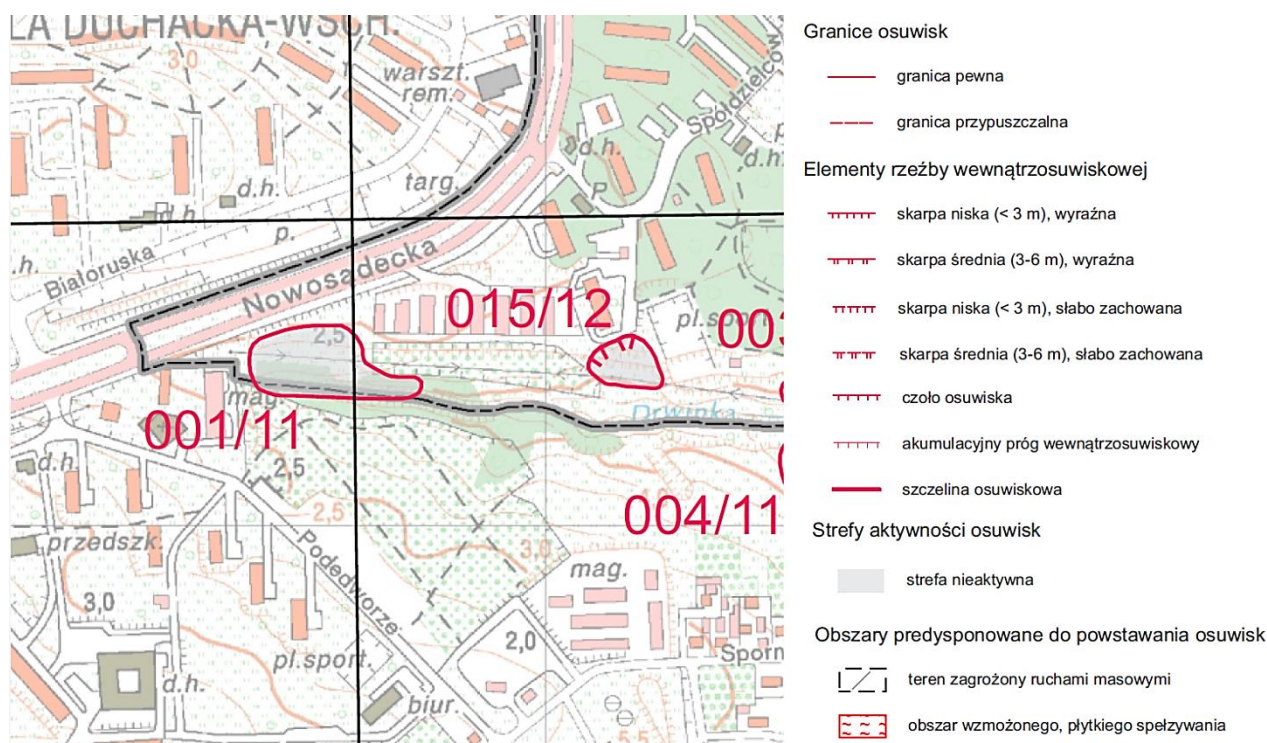 LA DUCHACKA-WSCH.
3,0
warszt.
rem.
Spółdzielców
d.h.
d.h.
targ.
P
d.h.
d.h.
p.
.h.
Białoruska
Nowosadecka
015/12
pl.sport.
003
2,5
mag.
Drwinka
001/11
d.h.
2,5
2,5
004/11
przedszk.
Podedworze
3,0
mag.
3,0
2,0
pl.sport.
d.h.
Sporn
biur.
5,5
Granice osuwisk
granica pewna
granica przypuszczalna
Elementy rzeźby wewnątrzosuwiskowej
skarpa niska (< 3 m), wyraźna
skarpa średnia (3-6 m), wyraźna
skarpa niska (< 3 m), słabo zachowana
skarpa średnia (3-6 m), słabo zachowana
czoło osuwiska
akumulacyjny próg wewnątrzosuwiskowy
szczelina osuwiskowa
Strefy aktywności osuwisk
strefa nieaktywna
Obszary predysponowane do powstawania osuwisk
teren zagrożony ruchami masowymi
obszar wzmożonego, płytkiego spełzywania